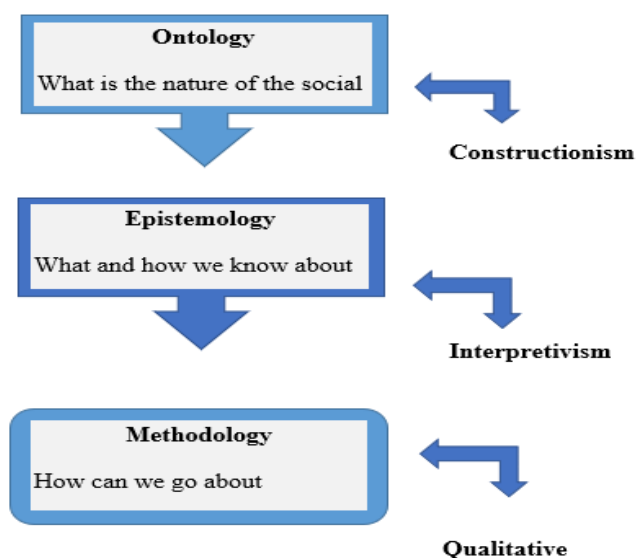 Ontology
What is the nature of the social
Constructionism
Epistemology
What and how we know about
Interpretivism
Methodology
How can we go about
Qualitative